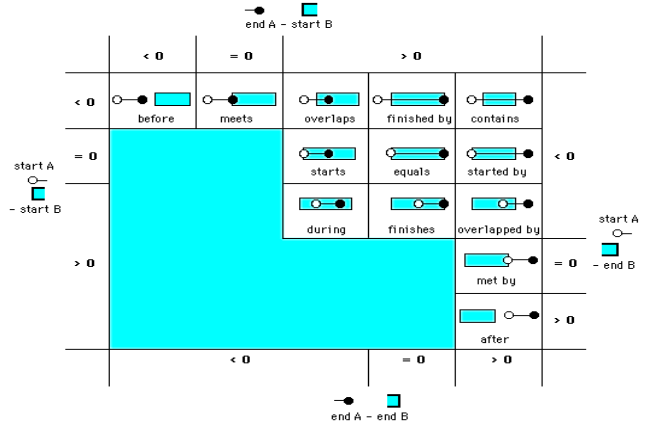 end A - start B
< 0 = 0 > 0
< 0
before meets overlaps finished by contains
= 0
< 0
start A
- start B
starts equals started by
during finishes overlapped by
start A
- end B
> 0
= 0
met by
> 0
after
< 0 = 0 > 0
end A - end B